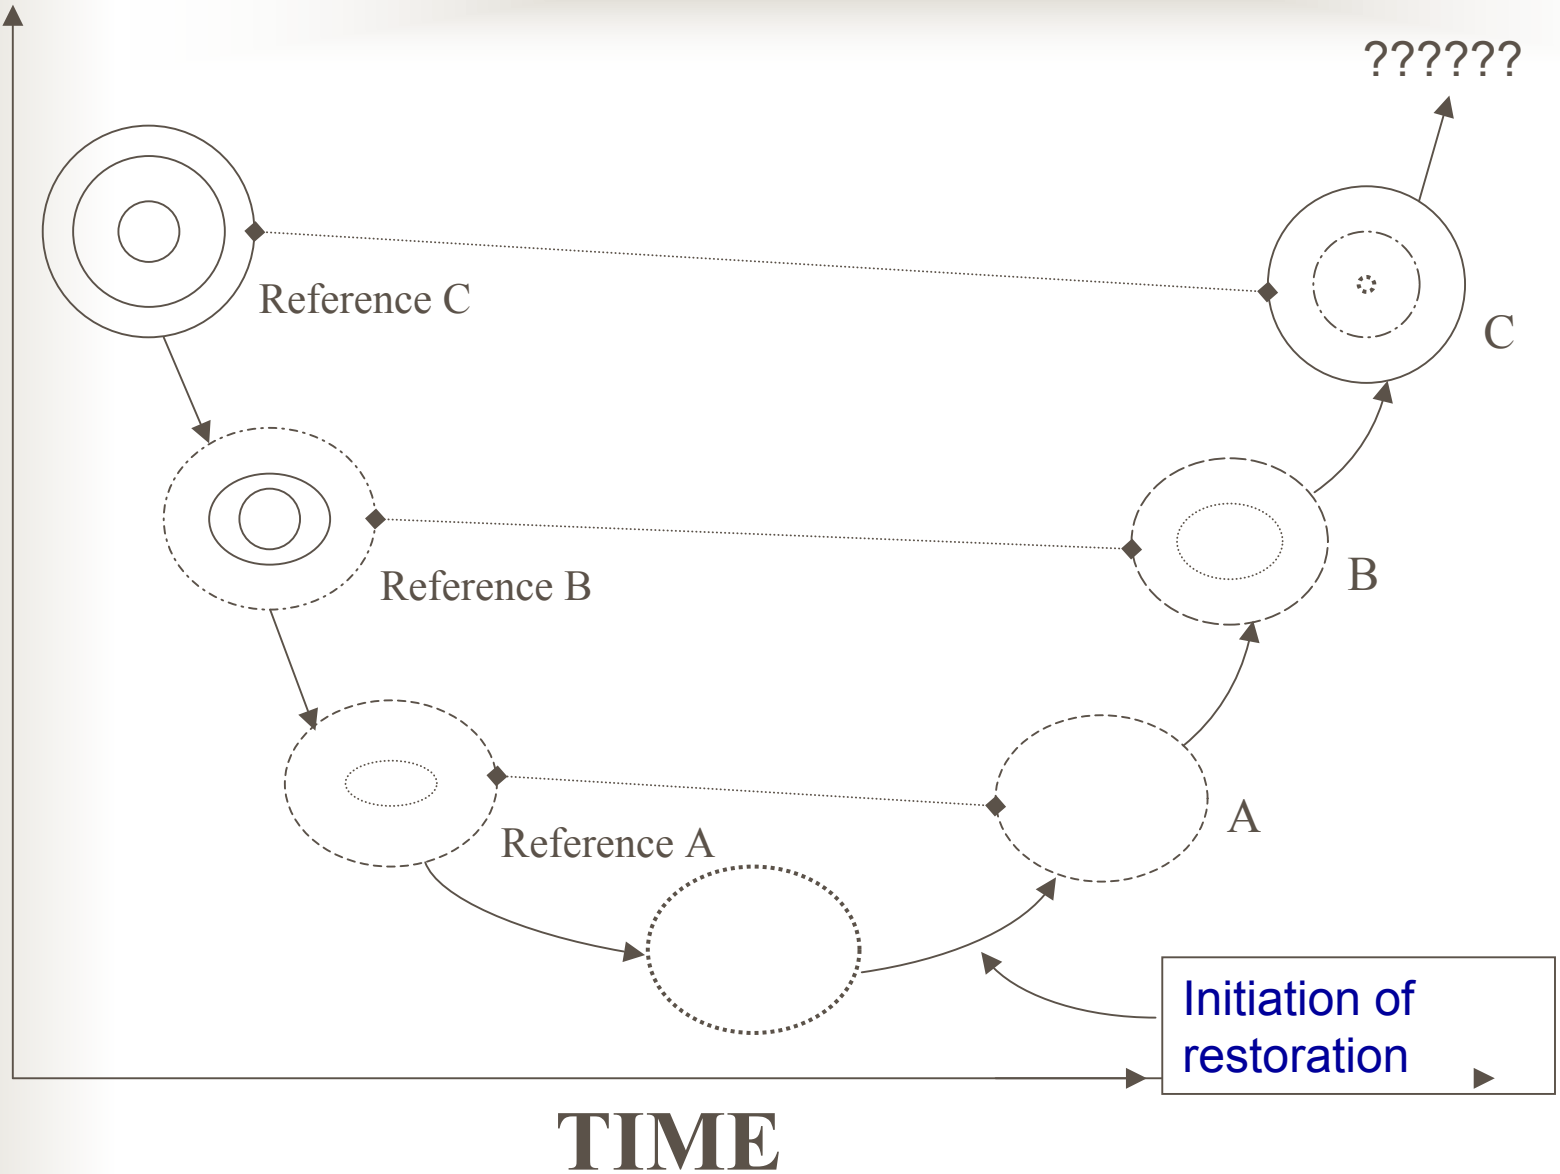 ??????
Reference C
C
Reference B
B
Reference A
A
Initiation of
restoration
TIME